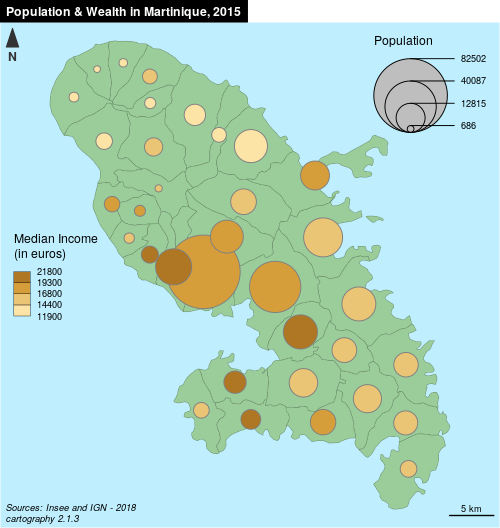 Population & Wealth in Martinique, 2015
N
Population
82502
40087
12815
686
Median Income
(in euros)
21800
19300
16800
14400
11900
Sources: Insee and IGN - 2018
cartography 2.1.3
5 km